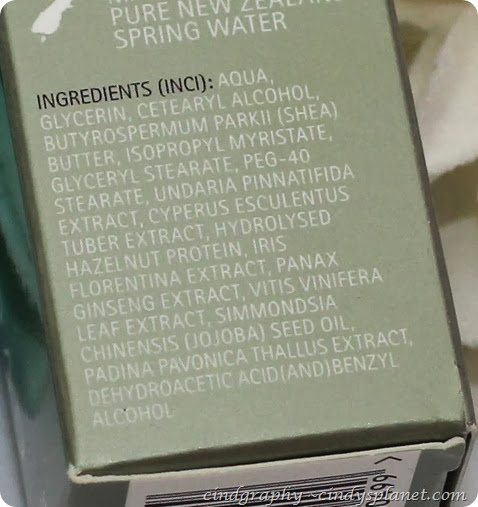 PURE NEW ZEALAND
SPRING WATER
INGREDIENTS (INCI): AQUA,
GLYCERIN, CETEARYL ALCOHOL,
BUTYROSPERMUM PARKII (SHEA)
BUTTER, ISOPROPYL MYRISTATE,
GLYCERYL STEARATE, PEG-40
STEARATE, UNDARIA PINNATIFIDA
EXTRACT, CYPERUS ESCULENTUS
TUBER EXTRACT, HYDROLYSED
HAZELNUT PROTEIN, IRIS
FLORENTINA EXTRACT, PANAX
GINSENG EXTRACT, VITIS VINIFERA
LEAF EXTRACT, SIMMONDSIA
CHINENSIS (JOJOBA) SEED OIL,
PADINA PAVONICA THALLUS EXTRACT,
DEHYDROACETIC ACID(AND)BENZYL
ALCOHOL
cindgraphy ~cindysplanet.com